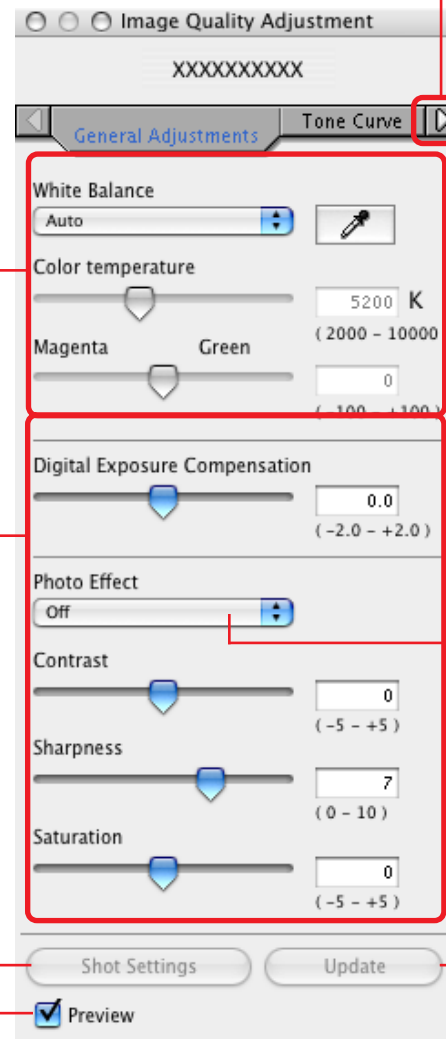 Image Quality Adjustment
XXXXXXXXXX
General Adjustments Tone Curve
White Balance
Auto
Color temperature
5200 K
( 2000 - 10000
Magenta Green
0
( -100 - +100 )
Digital Exposure Compensation
0.0
( -2.0 - +2.0 )
Photo Effect
Off
Contrast
0
( -5 - +5 )
Sharpness
7
( 0 - 10 )
Saturation
0
( -5 - +5 )
Shot Settings Update
Preview